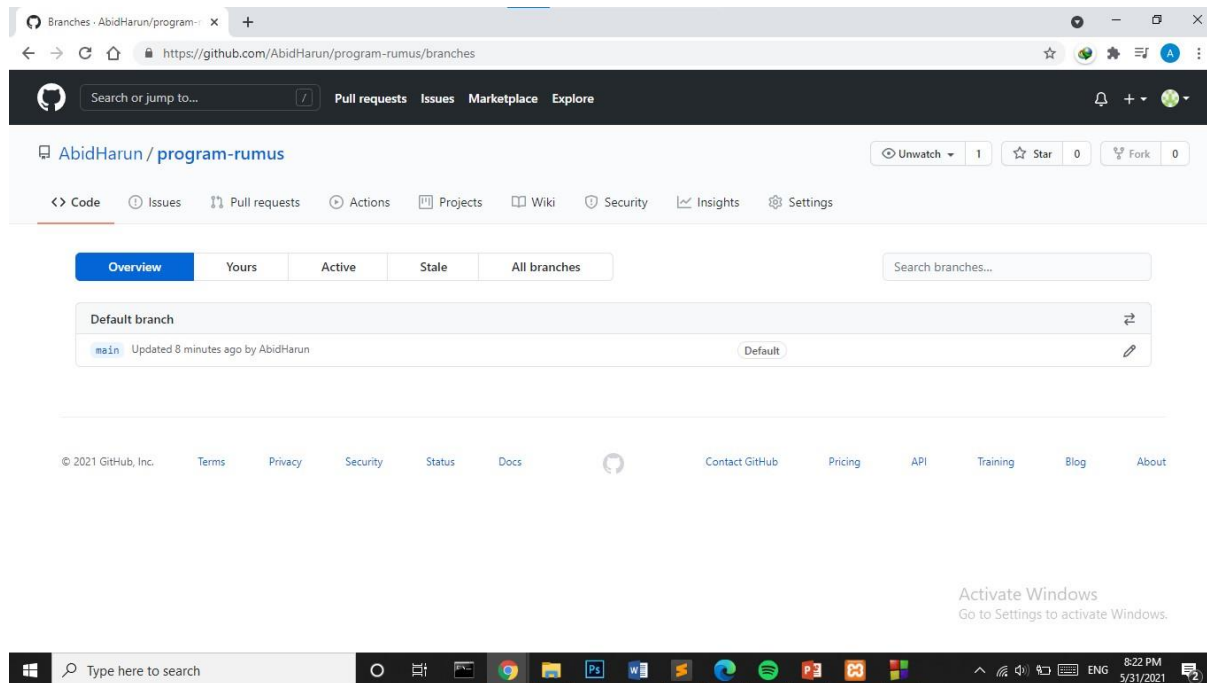 Branches · AbidHarun/program-r
https://github.com/AbidHarun/program-rumus/branches
A
Search or jump to...
/
Pull requests Issues Marketplace Explore
AbidHarun / program-rumus
Unwatch 1 Star 0 Fork 0
<> Code Issues Pull requests Actions Projects Wiki Security Insights Settings
Overview Yours Active Stale All branches
Search branches...
Default branch
main Updated 8 minutes ago by AbidHarun Default
© 2021 GitHub, Inc. Terms Privacy Security Status Docs Contact GitHub Pricing API Training Blog About
Activate Windows
Go to Settings to activate Windows.
Type here to search
Ps
ENG
8:22 PM
5/31/2021
2